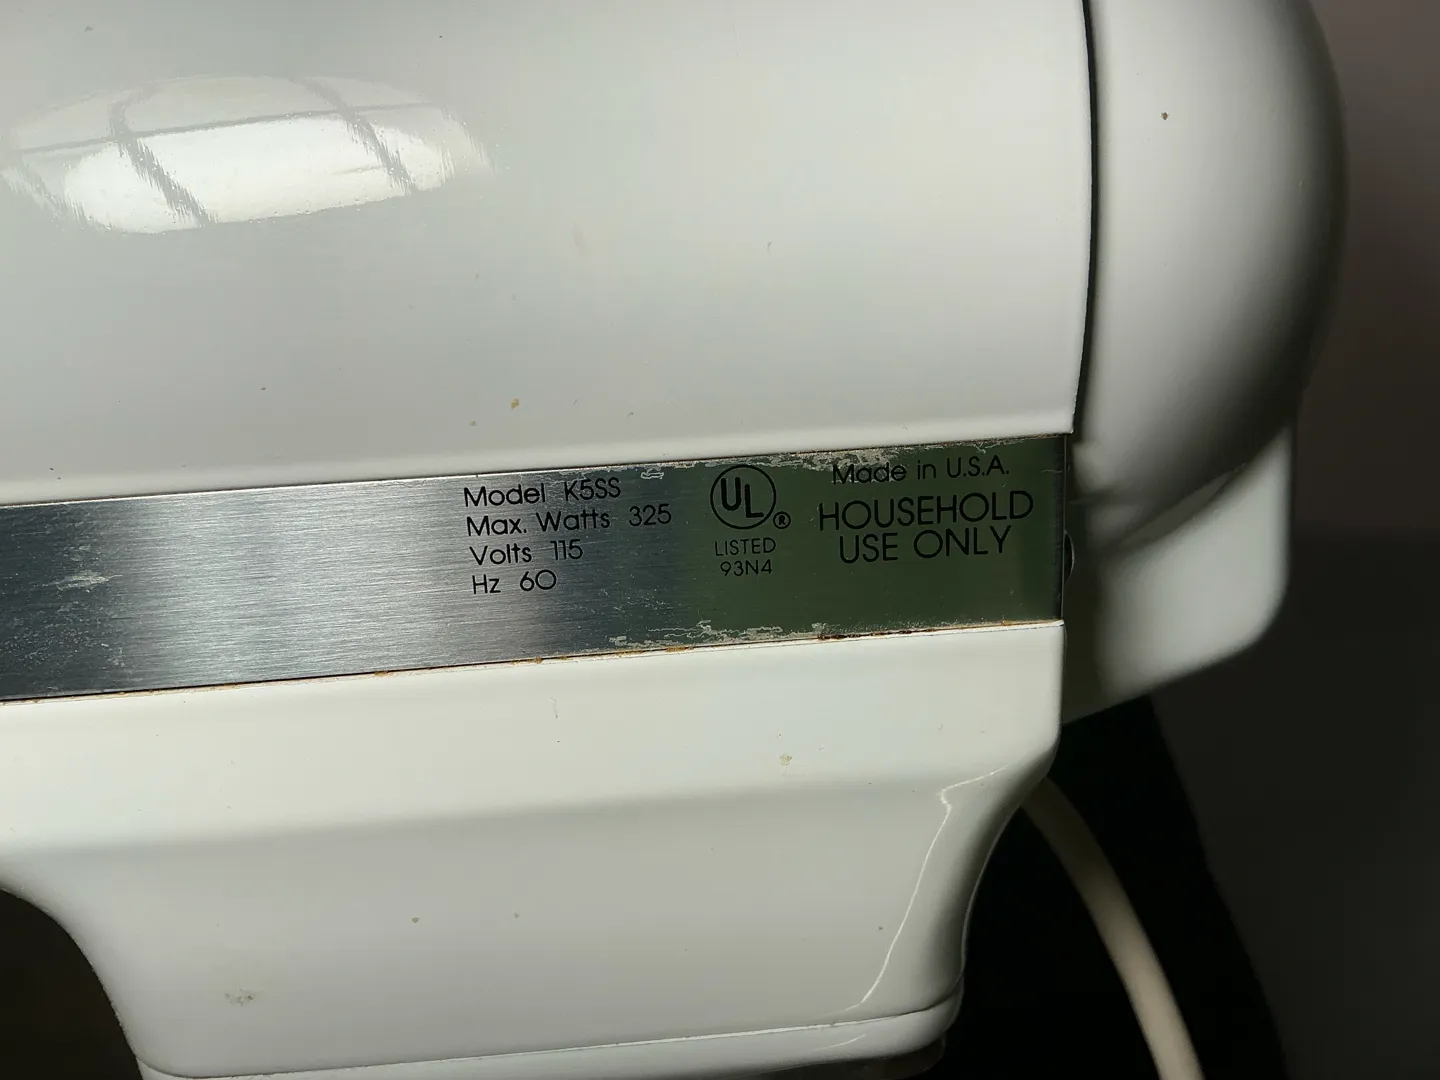 Model K5SS
Max. Watts 325
Volts 115
Hz 60
UL®
LISTED
93N4
Made in U.S.A.
HOUSEHOLD
USE ONLY